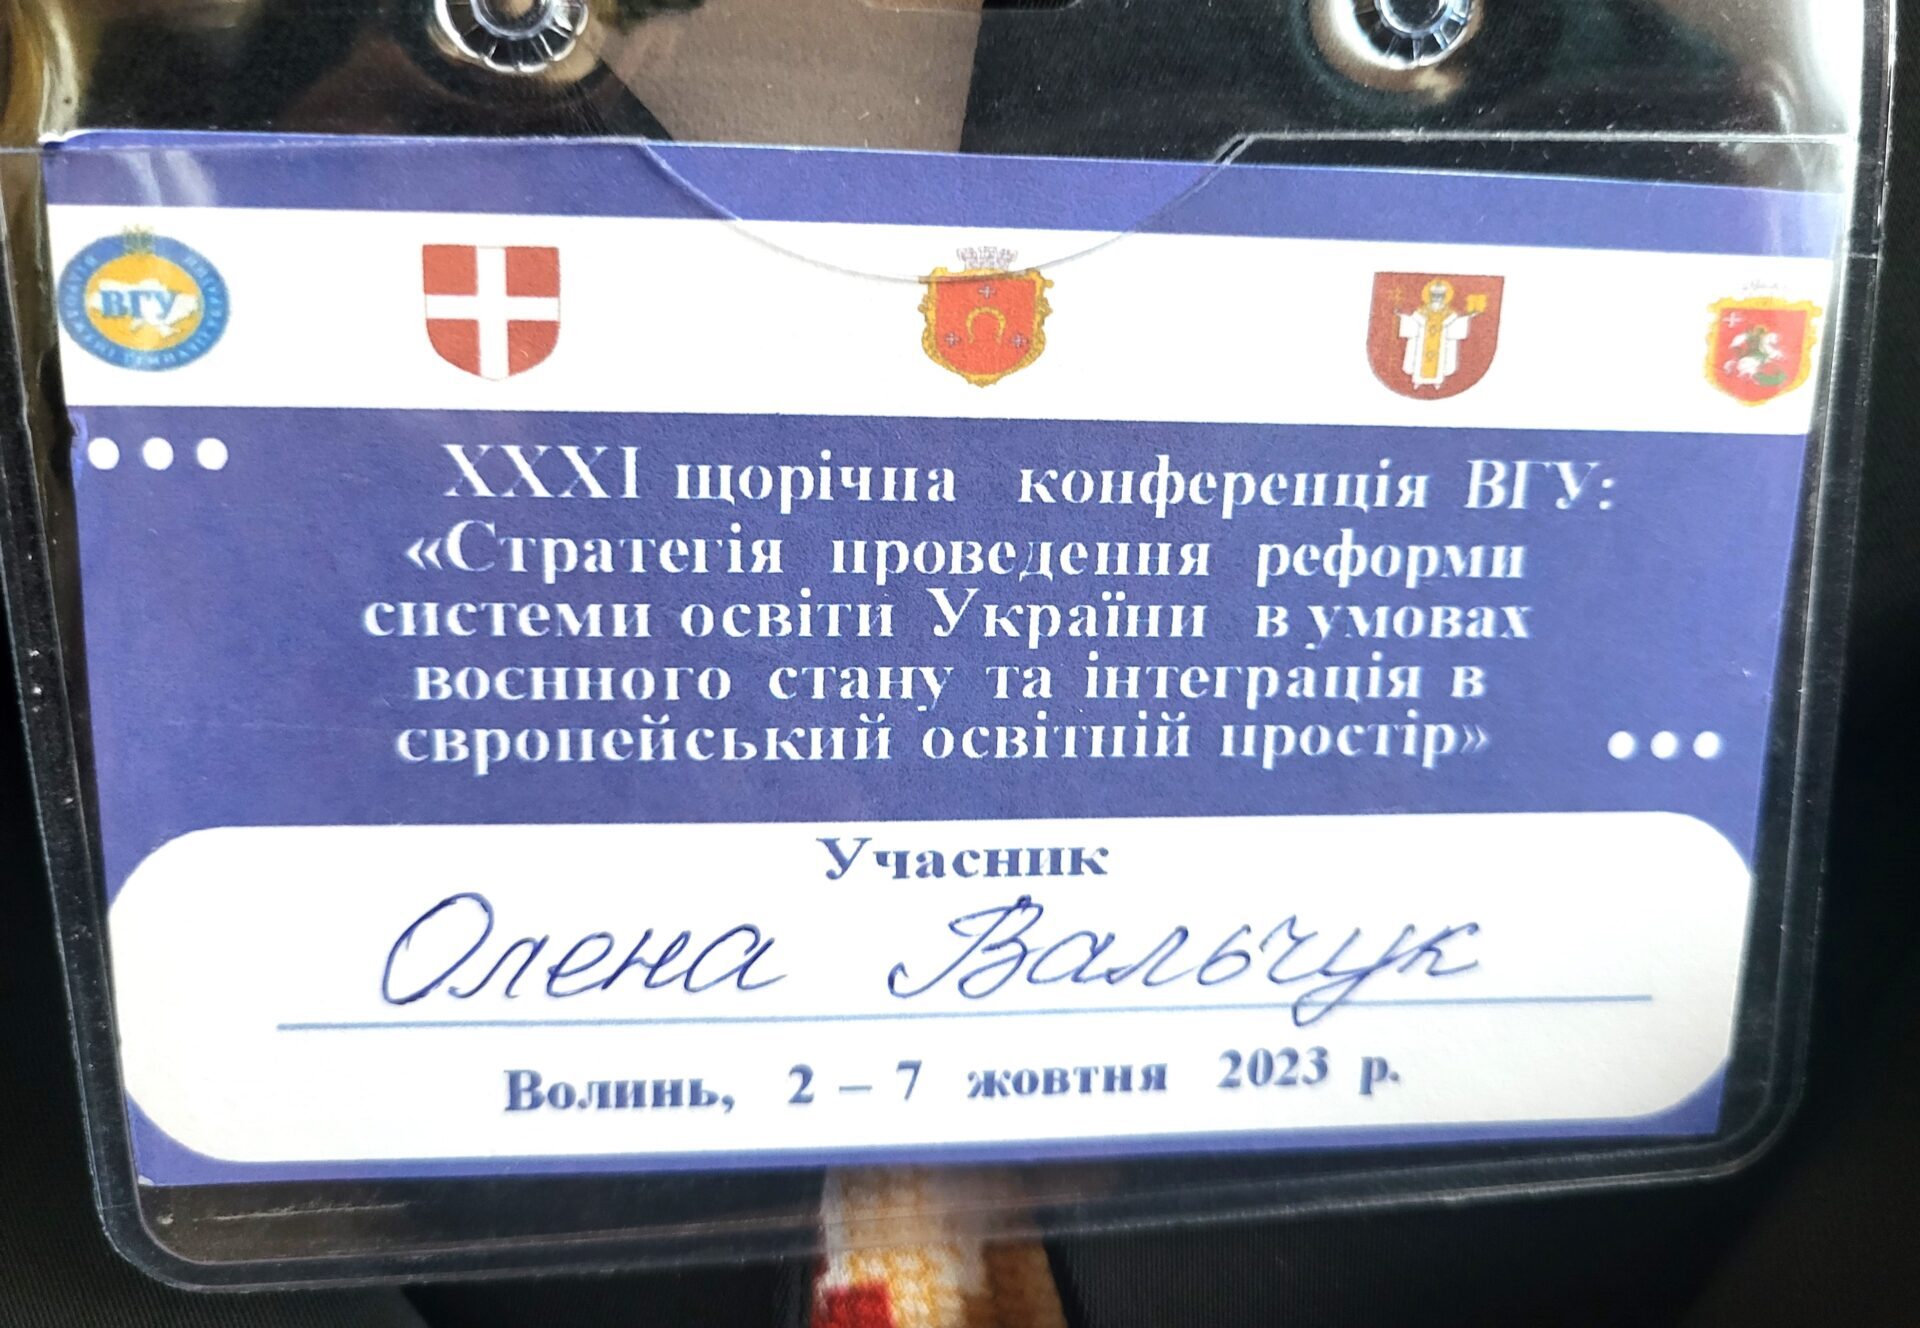 ВГУ
XXXI щорічна конференція ВГУ:
«Стратегія проведення реформи
системи освіти України в умовах
воєнного стану та інтеграція в
європейський освітній простір»
Учасник
Олена Вальчук
Волинь, 2 – 7 жовтня 2023 р.